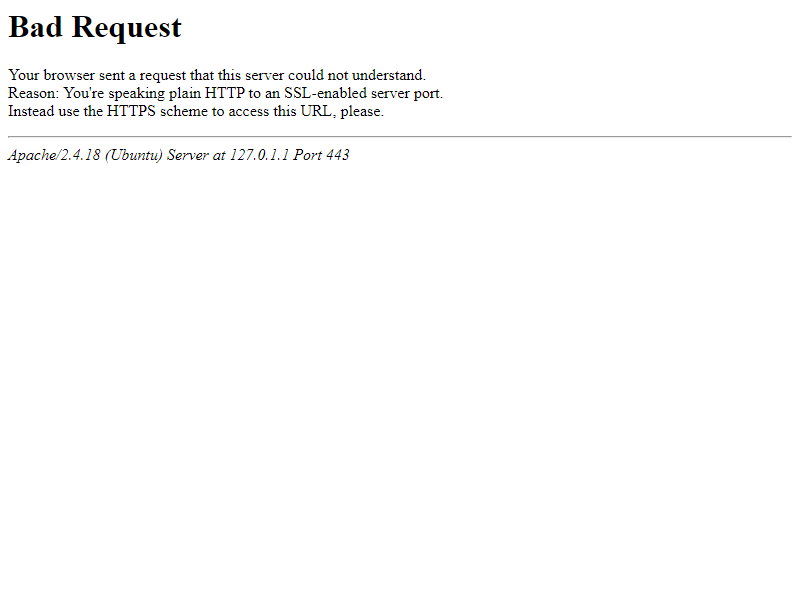 Bad Request
Your browser sent a request that this server could not understand.
Reason: You're speaking plain HTTP to an SSL-enabled server port.
Instead use the HTTPS scheme to access this URL, please.
Apache/2.4.18 (Ubuntu) Server at 127.0.1.1 Port 443